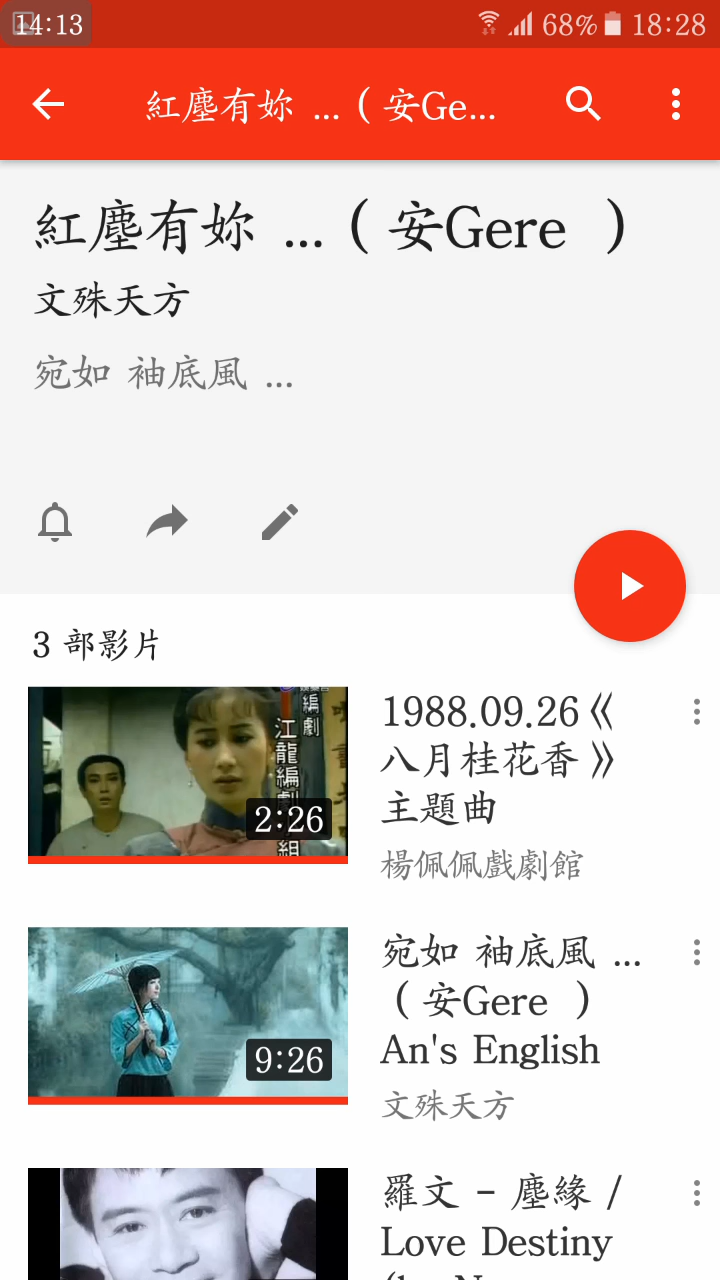 14:13
68% 18:28
紅塵有妳 ...（安Ge...
紅塵有妳 ...（安Gere ）
文殊天方
宛如 袖底風 ...
3 部影片
編劇
江龍編劇組
2:26
1988.09.26《
八月桂花香》
主題曲
楊佩佩戲劇館
9:26
宛如 袖底風 ...
（安Gere ）
An's English
文殊天方
羅文 – 塵緣 /
Love Destiny